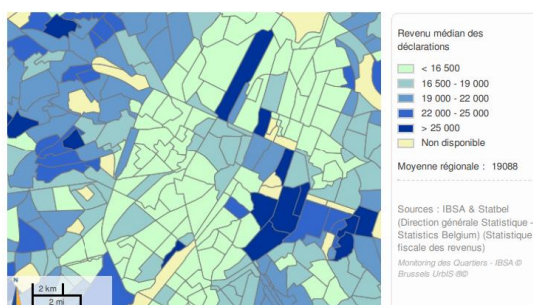 Revenu médian des
déclarations
< 16 500
16 500 - 19 000
19 000 - 22 000
22 000 - 25 000
> 25 000
Non disponible
Moyenne régionale : 19088
Sources : IBSA & Statbel
(Direction générale Statistique -
Statistics Belgium) (Statistique
fiscale des revenus)
Monitoring des Quartiers - IBSA ©
Brussels UrbIS ®©
N
2 km
2 mi